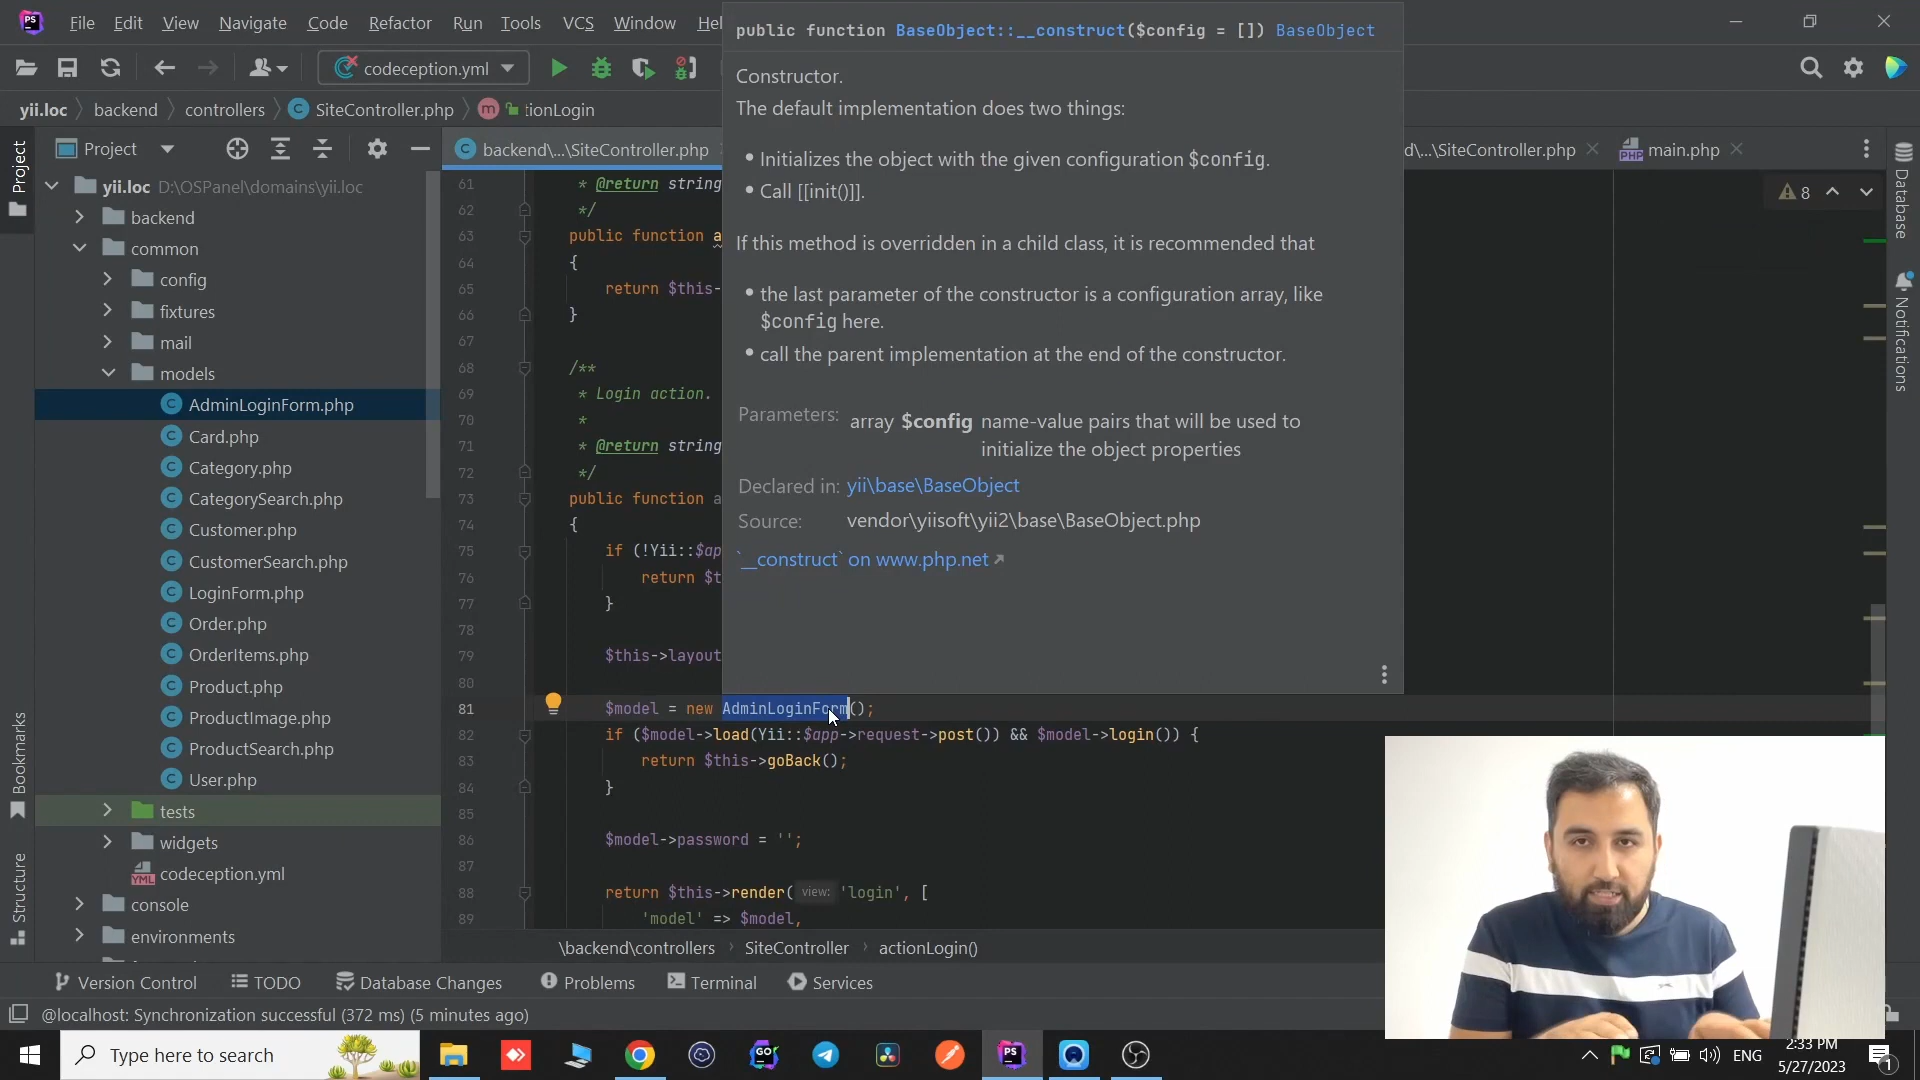 File Edit View Navigate Code Refactor Run Tools VCS Window Hel
codeception.yml
yii.loc backend controllers SiteController.php tionLogin
Project
backend\...\SiteController.php
d\...\SiteController.php
main.php
8
Project
Bookmarks
Structure
Database
Notifications
yii.loc D:\OSPanel\domains\yii.loc
backend
common
config
fixtures
mail
models
AdminLoginForm.php
Card.php
Category.php
CategorySearch.php
Customer.php
CustomerSearch.php
LoginForm.php
Order.php
OrderItems.php
Product.php
ProductImage.php
ProductSearch.php
User.php
tests
widgets
codeception.yml
console
environments
public function BaseObject::__construct($config = []) BaseObject
Constructor.
The default implementation does two things:
• Initializes the object with the given configuration $config.
• Call [[init()]].
If this method is overridden in a child class, it is recommended that
• the last parameter of the constructor is a configuration array, like
$config here.
• call the parent implementation at the end of the constructor.
Parameters: array $config name-value pairs that will be used to
initialize the object properties
Declared in: yii\base\BaseObject
Source: vendor\yiisoft\yii2\base\BaseObject.php
`__construct` on www.php.net
61 * @return string
62 */
63 public function a
64 {
65 return $this-
66 }
67
68 /**
69 * Login action.
70 *
71 * @return string
72 */
73 public function a
74 {
75 if (!Yii::$ap
76 return $t
77 }
78
79 $this->layout
80
81 $model = new AdminLoginForm();
82 if ($model->load(Yii::$app->request->post()) && $model->login()) {
83 return $this->goBack();
84 }
85
86 $model->password = '';
87
88 return $this->render( view: 'login', [
89 'model' => $model,
\backend\controllers SiteController actionLogin()
Version Control TODO Database Changes Problems Terminal Services
@localhost: Synchronization successful (372 ms) (5 minutes ago)
Type here to search
GO
PS
ENG
2:33 PM
5/27/2023
1